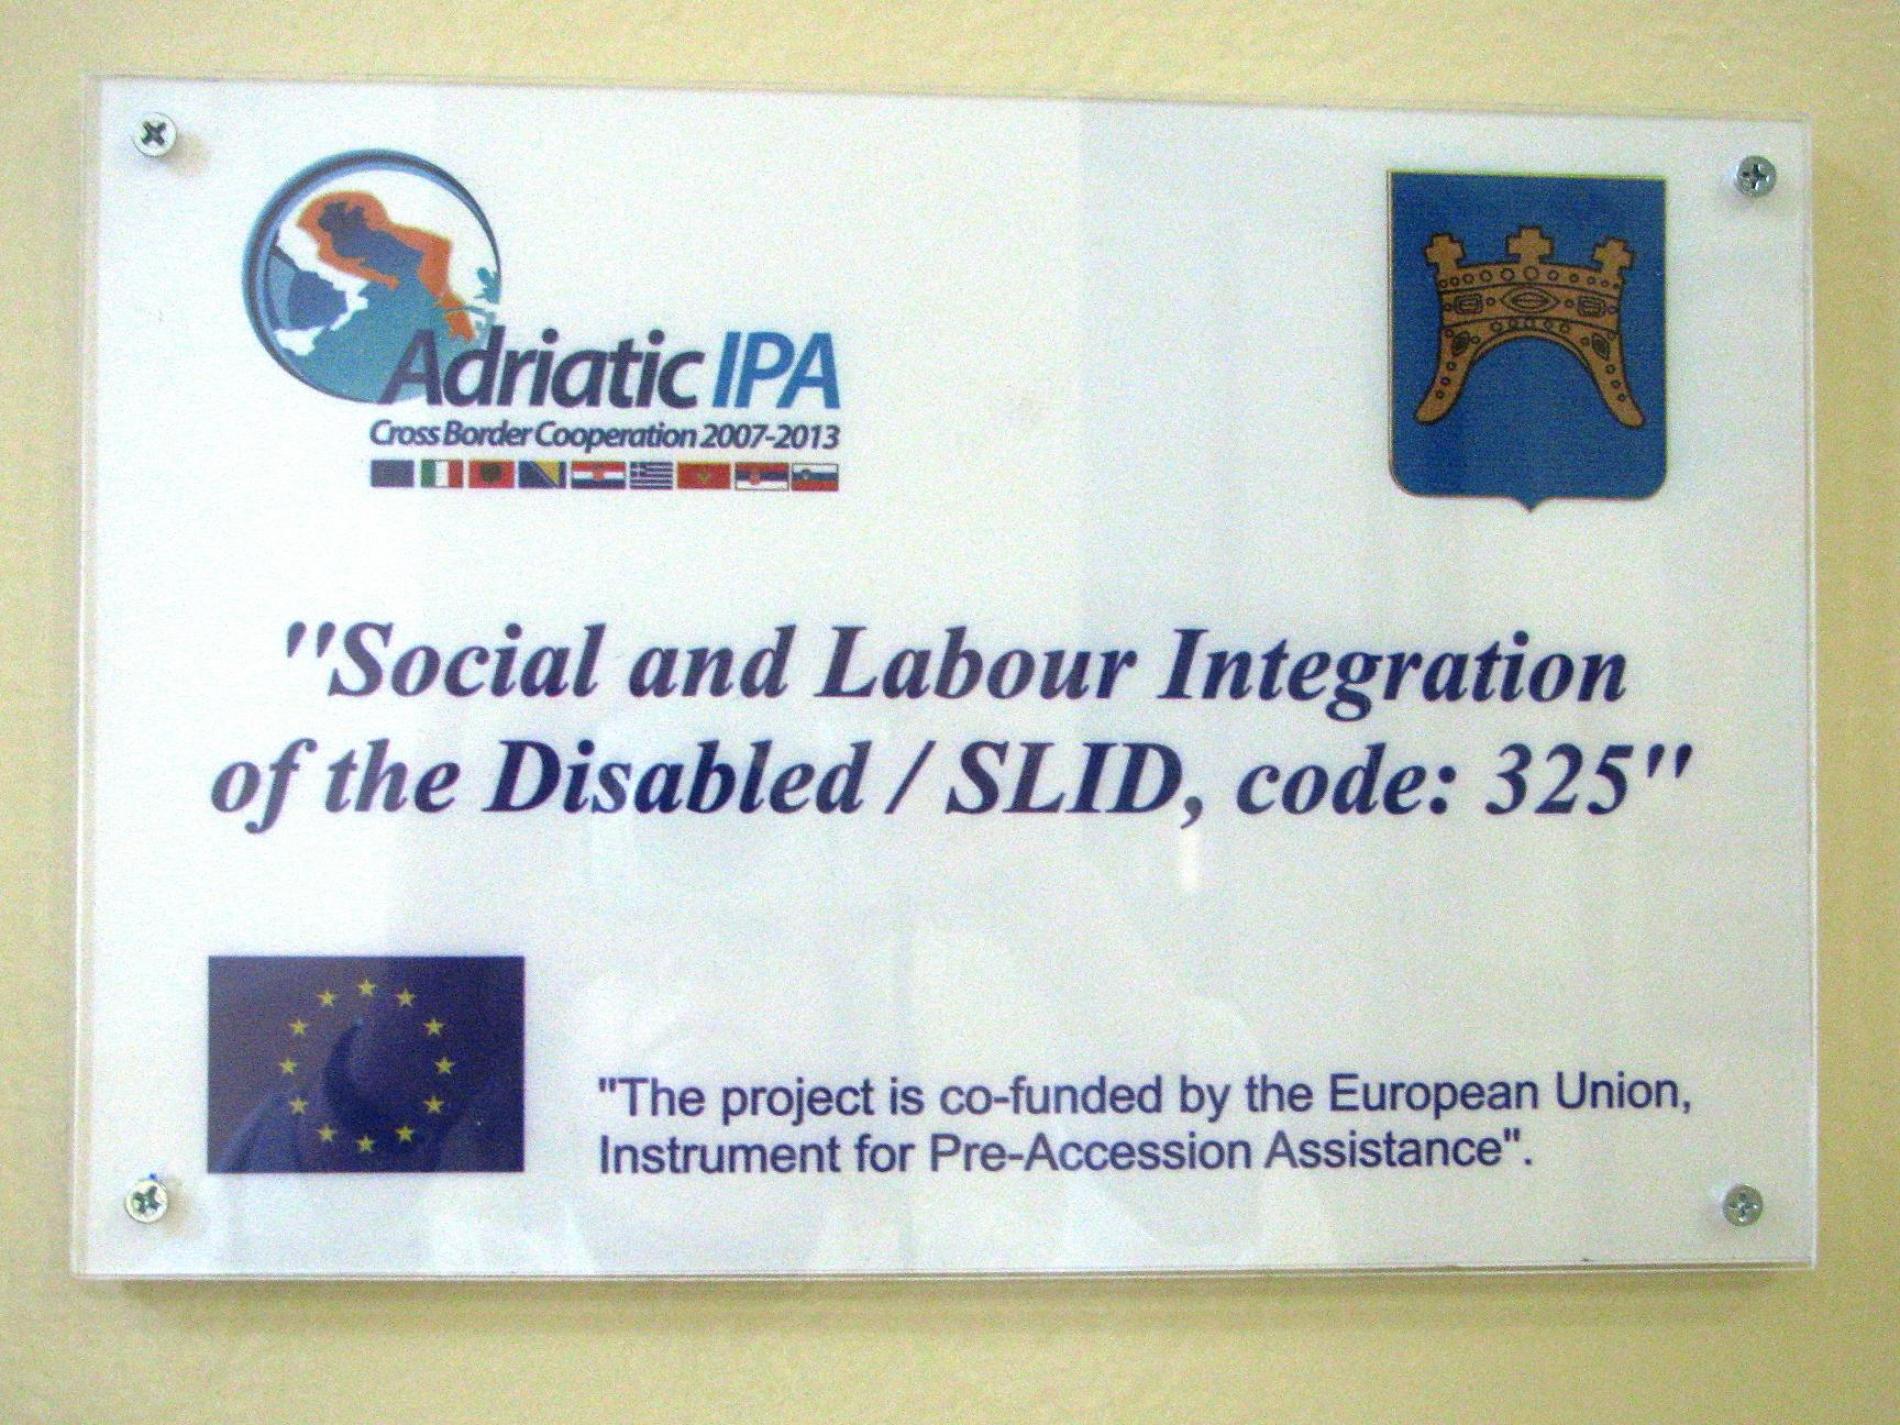 Adriatic IPA
Cross Border Cooperation 2007-2013
"Social and Labour Integration
of the Disabled / SLID, code: 325"
"The project is co-funded by the European Union,
Instrument for Pre-Accession Assistance".